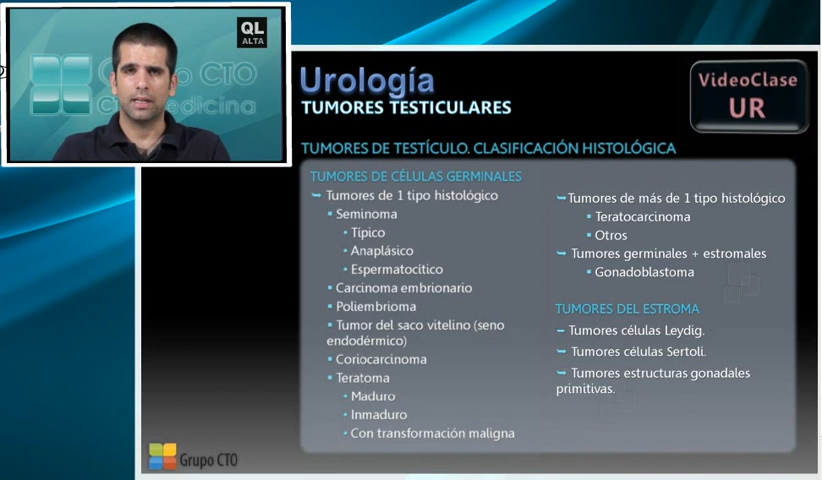 QL
ALTA
Grupo CTO
CTO Medicina
Urología
TUMORES TESTICULARES
VideoClase
UR
TUMORES DE TESTÍCULO. CLASIFICACIÓN HISTOLÓGICA
TUMORES DE CÉLULAS GERMINALES
Tumores de 1 tipo histológico
Seminoma
Típico
Anaplásico
Espermatocítico
Carcinoma embrionario
Poliembrioma
Tumor del saco vitelino (seno
endodérmico)
Coriocarcinoma
Teratoma
Maduro
Inmaduro
Con transformación maligna
Tumores de más de 1 tipo histológico
Teratocarcinoma
Otros
Tumores germinales + estromales
Gonadoblastoma
TUMORES DEL ESTROMA
Tumores células Leydig.
Tumores células Sertoli.
Tumores estructuras gonadales
primitivas.
Grupo CTO